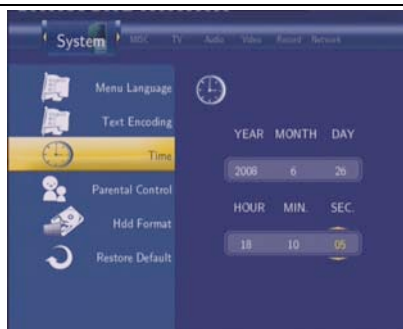 System MISC TV Audio Video Record Network
Menu Language
Text Encoding
Time
Parental Control
Hdd Format
Restore Default
YEAR MONTH DAY
2008 6 26
HOUR MIN. SEC.
18 10 05